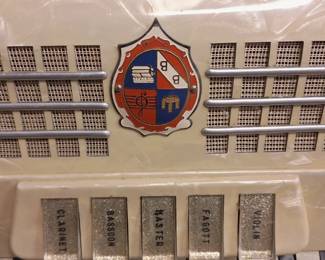 B
B
CLARINET
BASSOON
MASTER
FAGOTT
VIOLIN